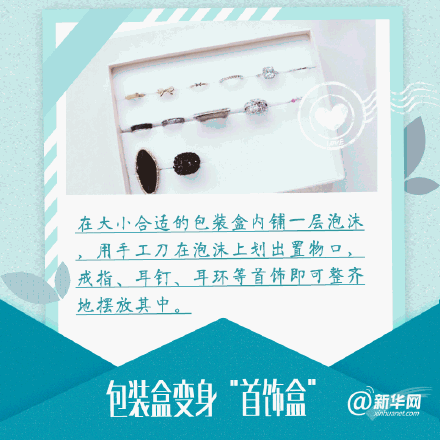 在大小合适的包装盒内铺一层泡沫
，用手工刀在泡沫上划出置物口，
戒指、耳钉、耳环等首饰即可整齐
地摆放其中。
包装盒变身“首饰盒”
@新华网
xinhuanet.com